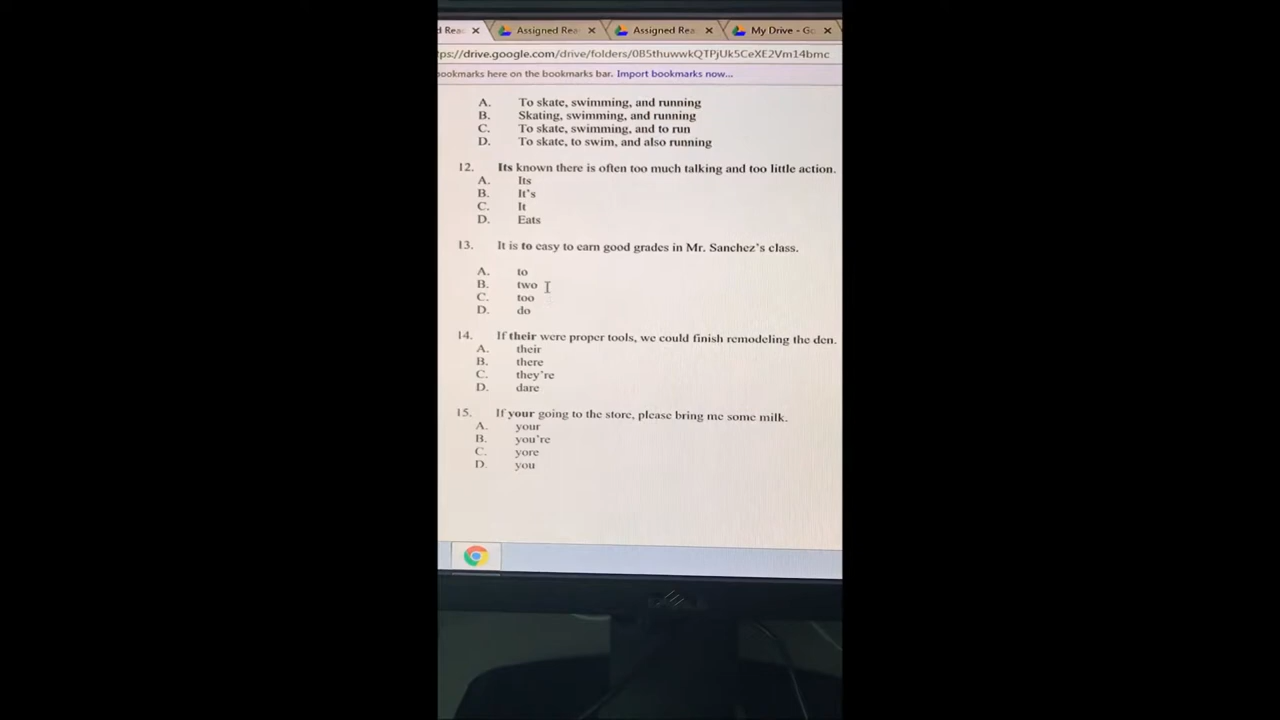 d Rea
Assigned Rea
Assigned Rea
My Drive - Go
ps://drive.google.com/drive/folders/0B5thuwwkQTPjUk5CeXE2Vm14bmc
bookmarks here on the bookmarks bar. Import bookmarks now...
A. To skate, swimming, and running
B. Skating, swimming, and running
C. To skate, swimming, and to run
D. To skate, to swim, and also running
12. Its known there is often too much talking and too little action.
A. Its
B. It's
C. It
D. Eats
13. It is to easy to earn good grades in Mr. Sanchez's class.
A. to
B. two
C. too
D. do
14. If their were proper tools, we could finish remodeling the den.
A. their
B. there
C. they're
D. dare
15. If your going to the store, please bring me some milk.
A. your
B. you're
C. yore
D. you